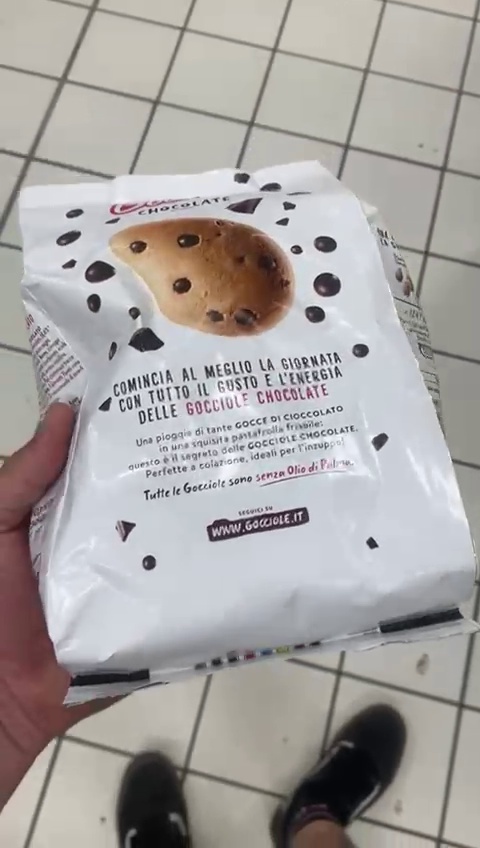 CHOCOLATE
COMINCIA AL MEGLIO LA GIORNATA
CON TUTTO IL GUSTO E L'ENERGIA
DELLE GOCCIOLE CHOCOLATE
Una pioggia di tante GOCCE DI CIOCCOLATO
in una squisita pastafrolla friabile:
questo è il segreto delle GOCCIOLE CHOCOLATE.
Perfette a colazione, ideali per l'inzuppo!
Tutte le Gocciole sono senza Olio di Palma.
SEGUICI SU
WWW.GOCCIOLE.IT